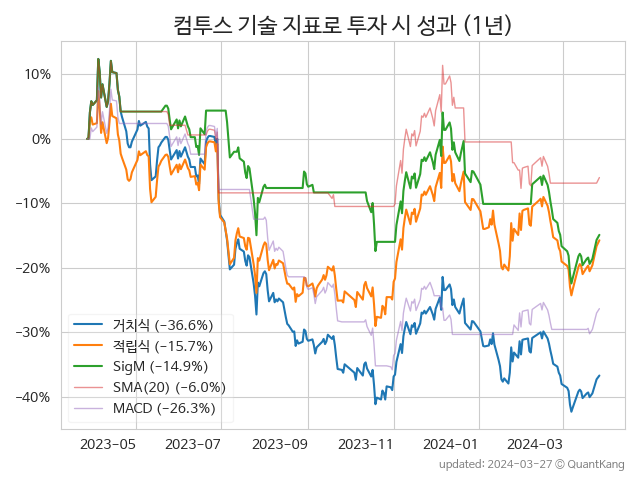 컴투스 기술 지표로 투자 시 성과 (1년)
10%
0%
−10%
−20%
−30%
−40%
거치식 (−36.6%)
적립식 (−15.7%)
SigM (−14.9%)
SMA(20) (−6.0%)
MACD (−26.3%)
2023-05
2023-07
2023-09
2023-11
2024-01
2024-03
updated: 2024-03-27 © QuantKang